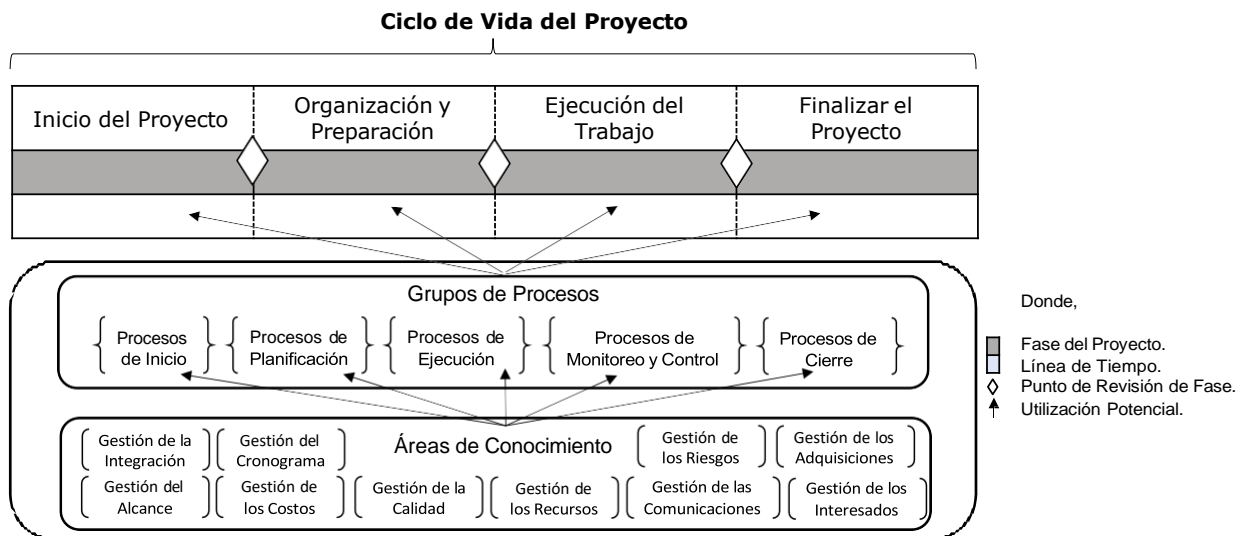 Ciclo de Vida del Proyecto
Inicio del Proyecto
Organización y
Preparación
Ejecución del
Trabajo
Finalizar el
Proyecto
Grupos de Procesos
Procesos
de Inicio
Procesos de
Planificación
Procesos de
Ejecución
Procesos de
Monitoreo y Control
Procesos de
Cierre
Áreas de Conocimiento
Gestión de la
Integración
Gestión del
Cronograma
Gestión de
los Riesgos
Gestión de los
Adquisiciones
Gestión del
Alcance
Gestión de
los Costos
Gestión de la
Calidad
Gestión de
los Recursos
Gestión de las
Comunicaciones
Gestión de los
Interesados
Donde,
Fase del Proyecto.
Línea de Tiempo.
Punto de Revisión de Fase.
Utilización Potencial.